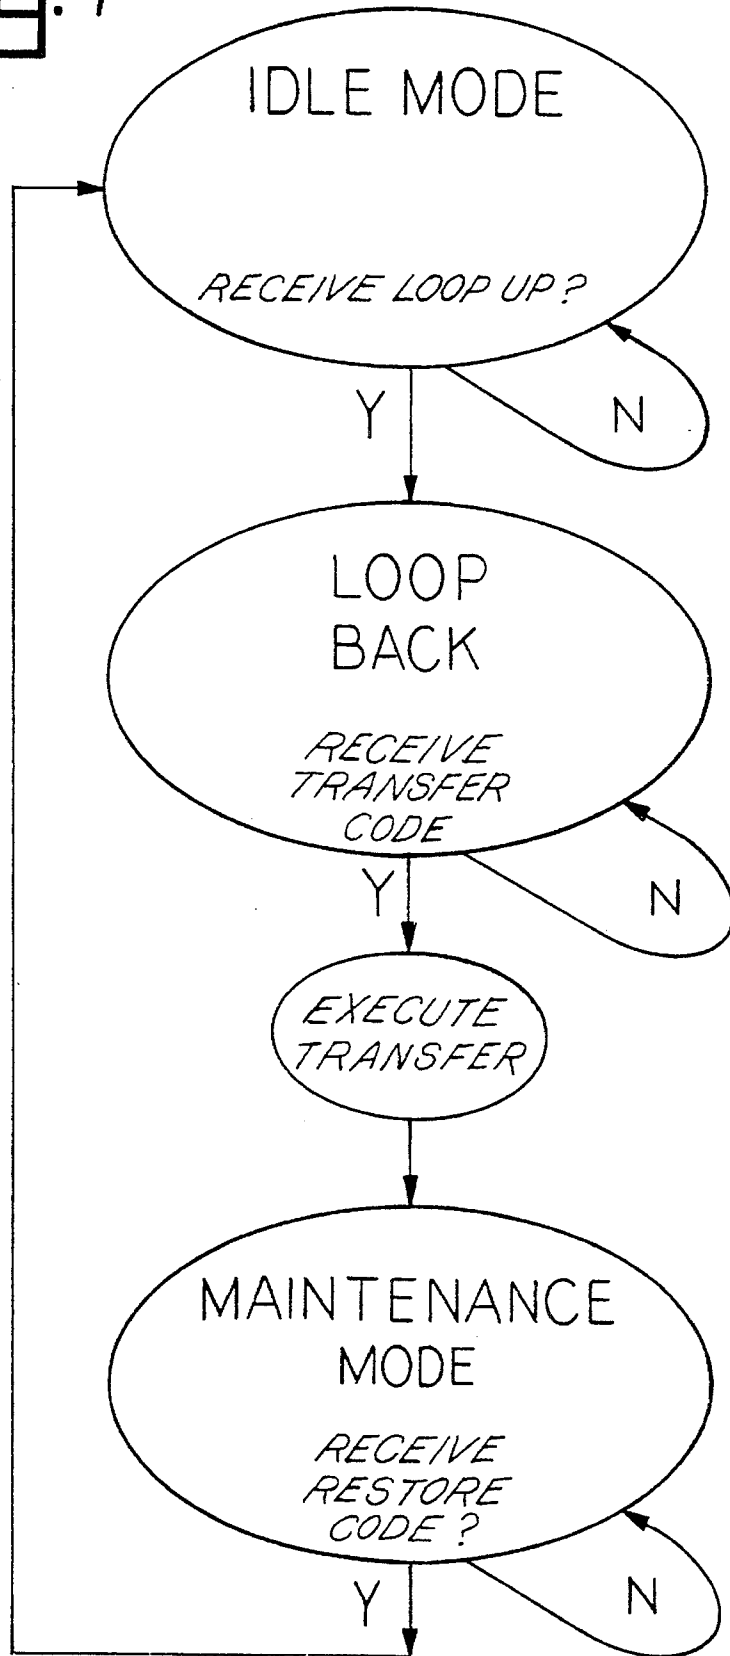 IDLE MODE
RECEIVE LOOP UP?
Y
N
LOOP
BACK
RECEIVE
TRANSFER
CODE
Y
N
EXECUTE
TRANSFER
MAINTENANCE
MODE
RECEIVE
RESTORE
CODE?
Y
N